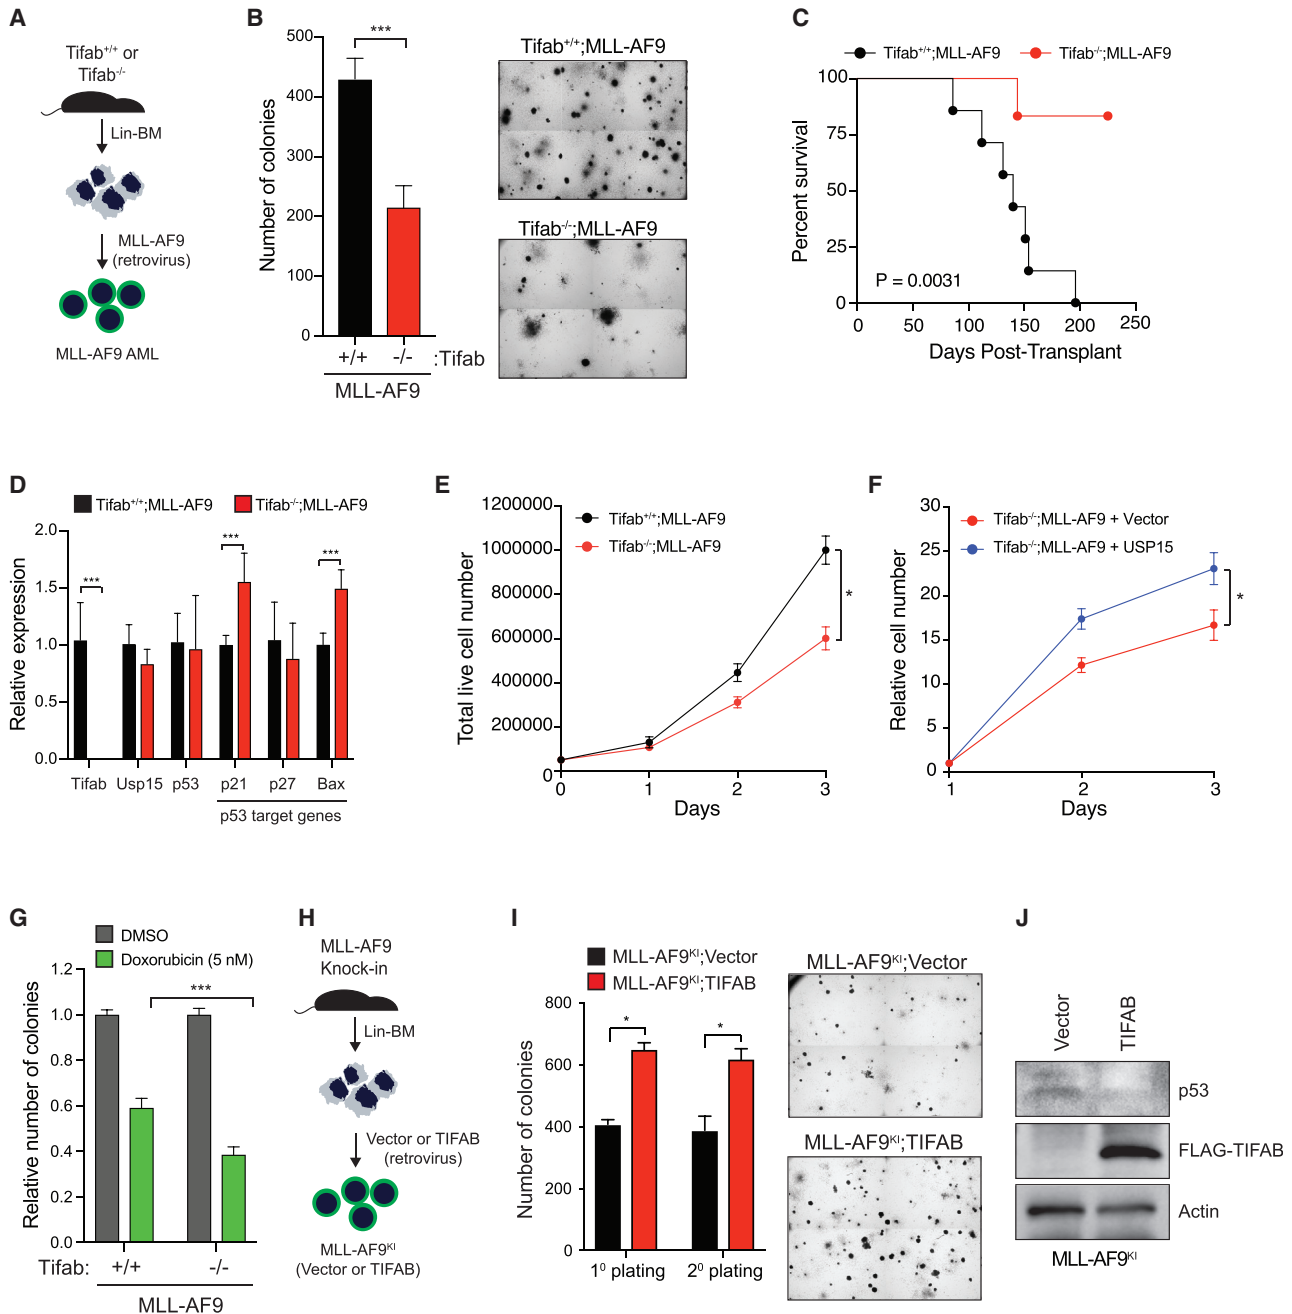 A
Tifab+/+ or
Tifab-/-
Lin-BM
MLL-AF9
(retrovirus)
MLL-AF9 AML
B
***
500
400
300
200
100
0
Number of colonies
+/+ -/- :Tifab
MLL-AF9
Tifab+/+;MLL-AF9
Tifab-/-;MLL-AF9
C
Tifab+/+;MLL-AF9 Tifab-/-;MLL-AF9
100
75
50
25
0
Percent survival
P = 0.0031
0 50 100 150 200 250
Days Post-Transplant
D
Tifab+/+;MLL-AF9 Tifab-/-;MLL-AF9
2.0
1.5
1.0
0.5
0.0
Relative expression
*** *** ***
Tifab Usp15 p53 p21 p27 Bax
p53 target genes
E
Tifab+/+;MLL-AF9
Tifab-/-;MLL-AF9
1200000
1000000
800000
600000
400000
200000
0
Total live cell number
*
0 1 2 3
Days
F
Tifab-/-;MLL-AF9 + Vector
Tifab-/-;MLL-AF9 + USP15
30
25
20
15
10
5
0
Relative cell number
*
1 2 3
Days
G
DMSO
Doxorubicin (5 nM)
***
1.2
1.0
0.8
0.6
0.4
0.2
0.0
Relative number of colonies
Tifab: +/+ -/-
MLL-AF9
H
MLL-AF9
Knock-in
Lin-BM
Vector or TIFAB
(retrovirus)
MLL-AF9KI
(Vector or TIFAB)
I
MLL-AF9KI;Vector
MLL-AF9KI;TIFAB
800
600
400
200
0
Number of colonies
* *
1⁰ plating 2⁰ plating
MLL-AF9KI;Vector
MLL-AF9KI;TIFAB
J
Vector TIFAB
p53
FLAG-TIFAB
Actin
MLL-AF9KI